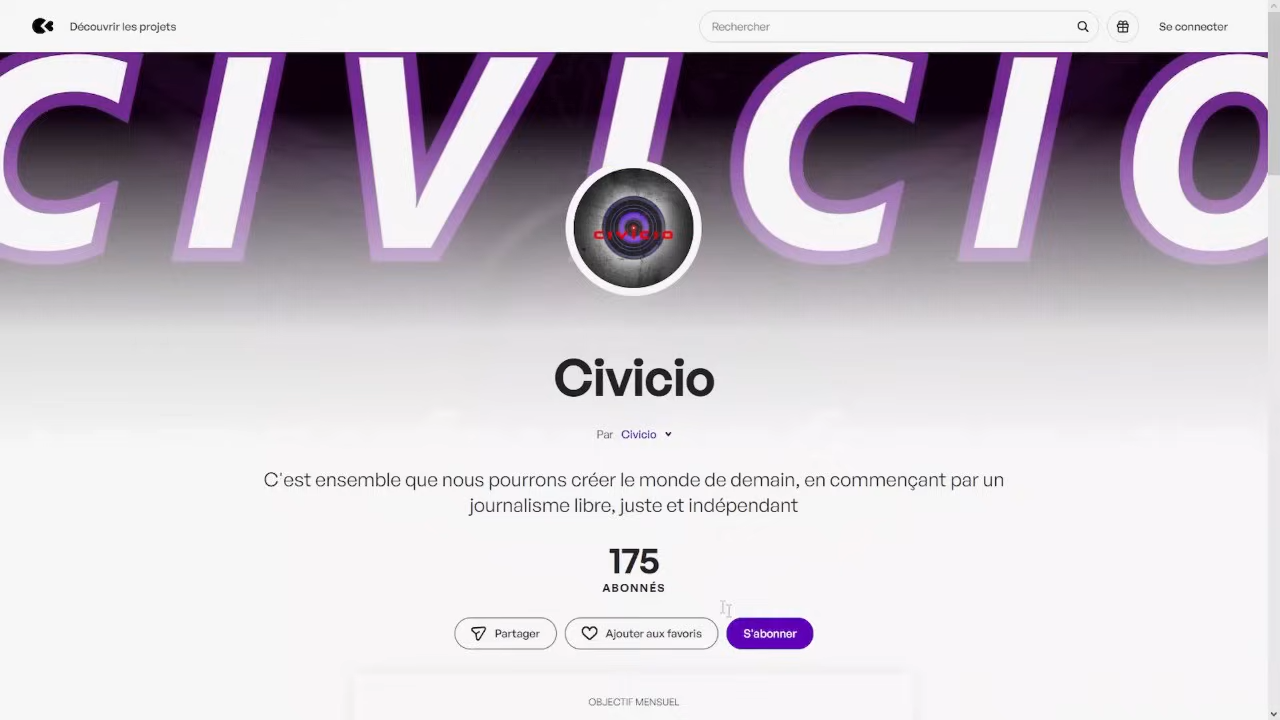 Découvrir les projets
Rechercher
Se connecter
CIVICIO
CIVICIO
Civicio
Par Civicio
C'est ensemble que nous pourrons créer le monde de demain, en commençant par un
journalisme libre, juste et indépendant
175
ABONNÉS
Partager
Ajouter aux favoris
S'abonner
OBJECTIF MENSUEL